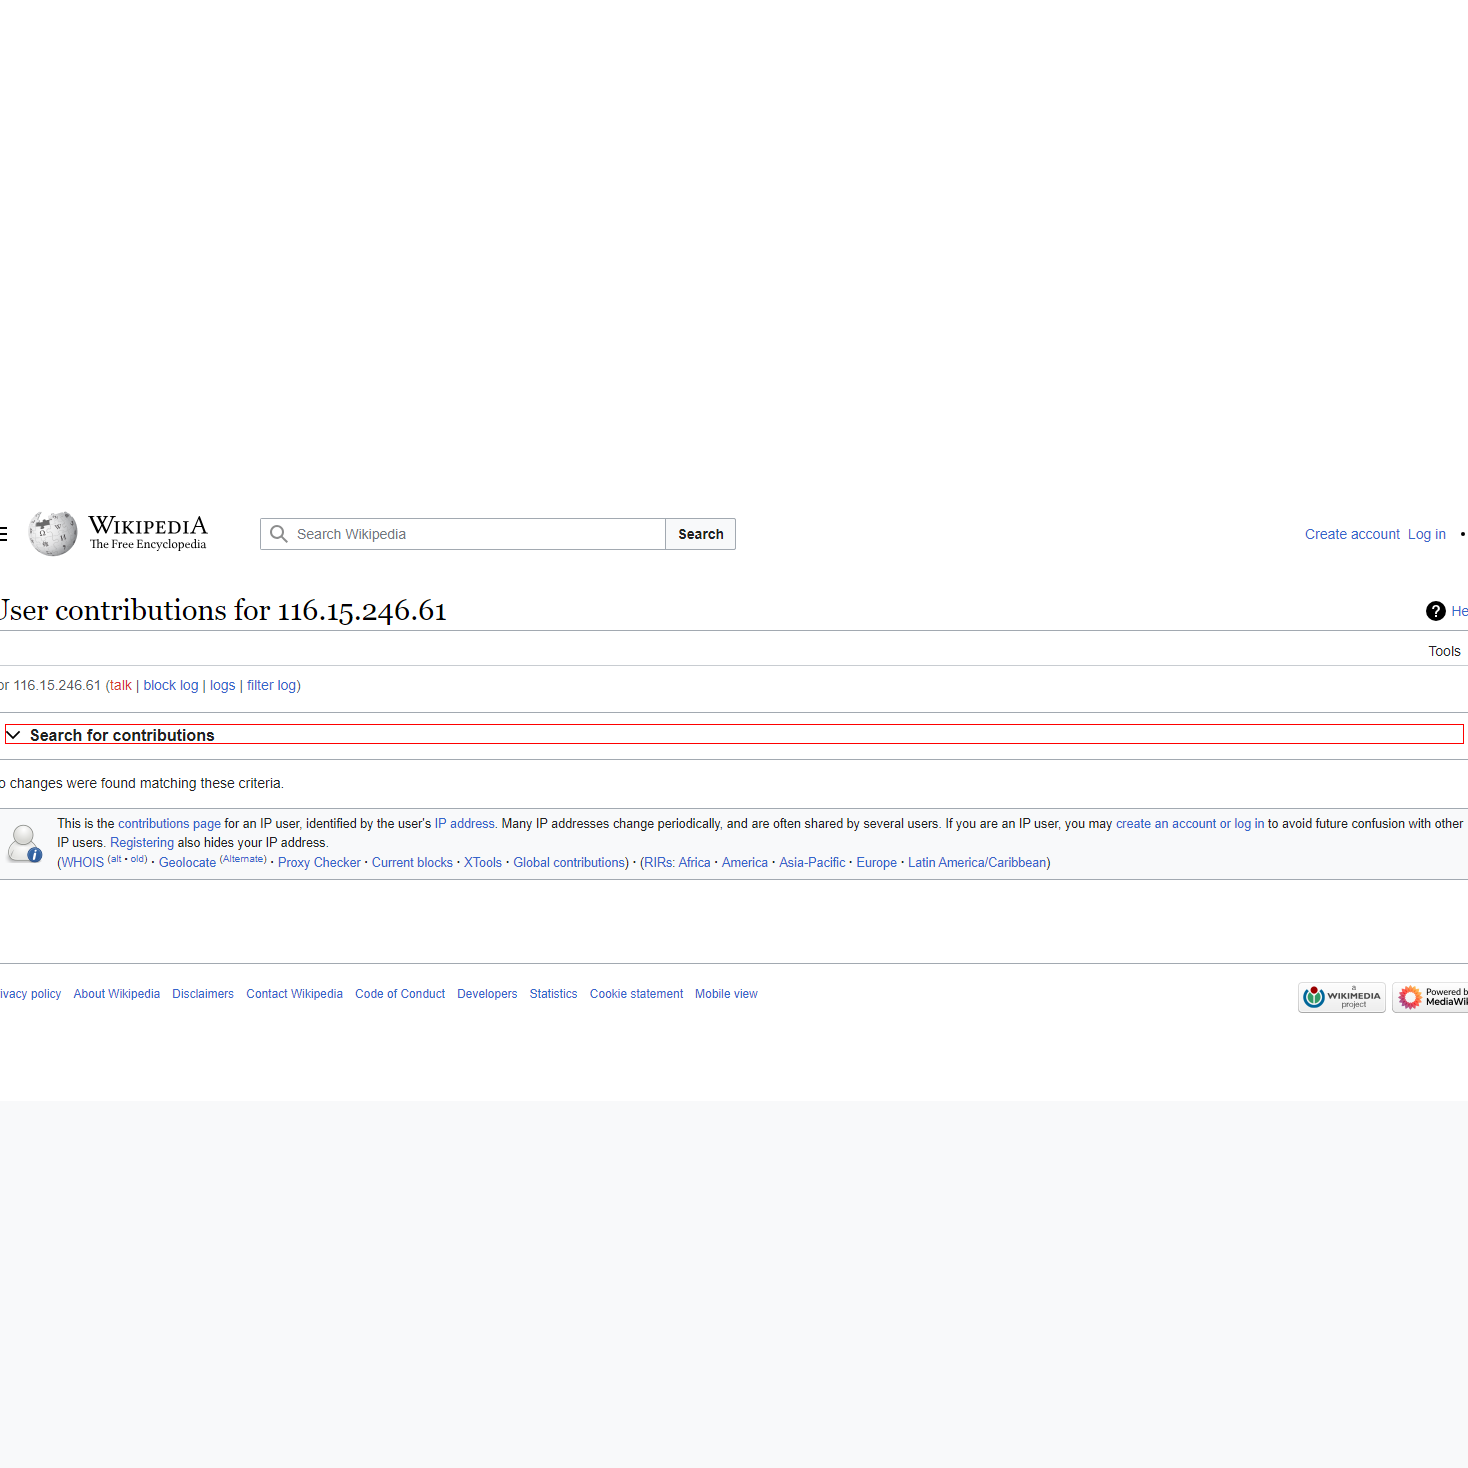 WIKIPEDIA
The Free Encyclopedia
Search Wikipedia
Search
Create account Log in
User contributions for 116.15.246.61
He
Tools
or 116.15.246.61 (talk | block log | logs | filter log)
Search for contributions
o changes were found matching these criteria.
This is the contributions page for an IP user, identified by the user's IP address. Many IP addresses change periodically, and are often shared by several users. If you are an IP user, you may create an account or log in to avoid future confusion with other
IP users. Registering also hides your IP address.
(WHOIS (alt · old) · Geolocate (Alternate) · Proxy Checker · Current blocks · XTools · Global contributions) · (RIRs: Africa · America · Asia-Pacific · Europe · Latin America/Caribbean)
ivacy policy About Wikipedia Disclaimers Contact Wikipedia Code of Conduct Developers Statistics Cookie statement Mobile view
a
WIKIMEDIA
project
Powered b
MediaWik